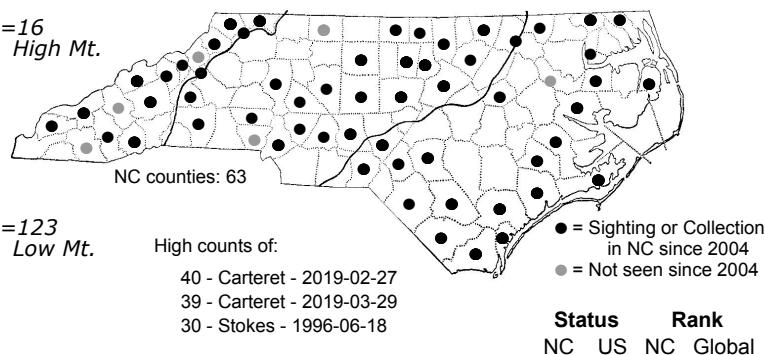 =16
High Mt.
NC counties: 63
=123
Low Mt.
High counts of:
40 - Carteret - 2019-02-27
39 - Carteret - 2019-03-29
30 - Stokes - 1996-06-18
= Sighting or Collection
in NC since 2004
= Not seen since 2004
Status Rank
NC US NC Global